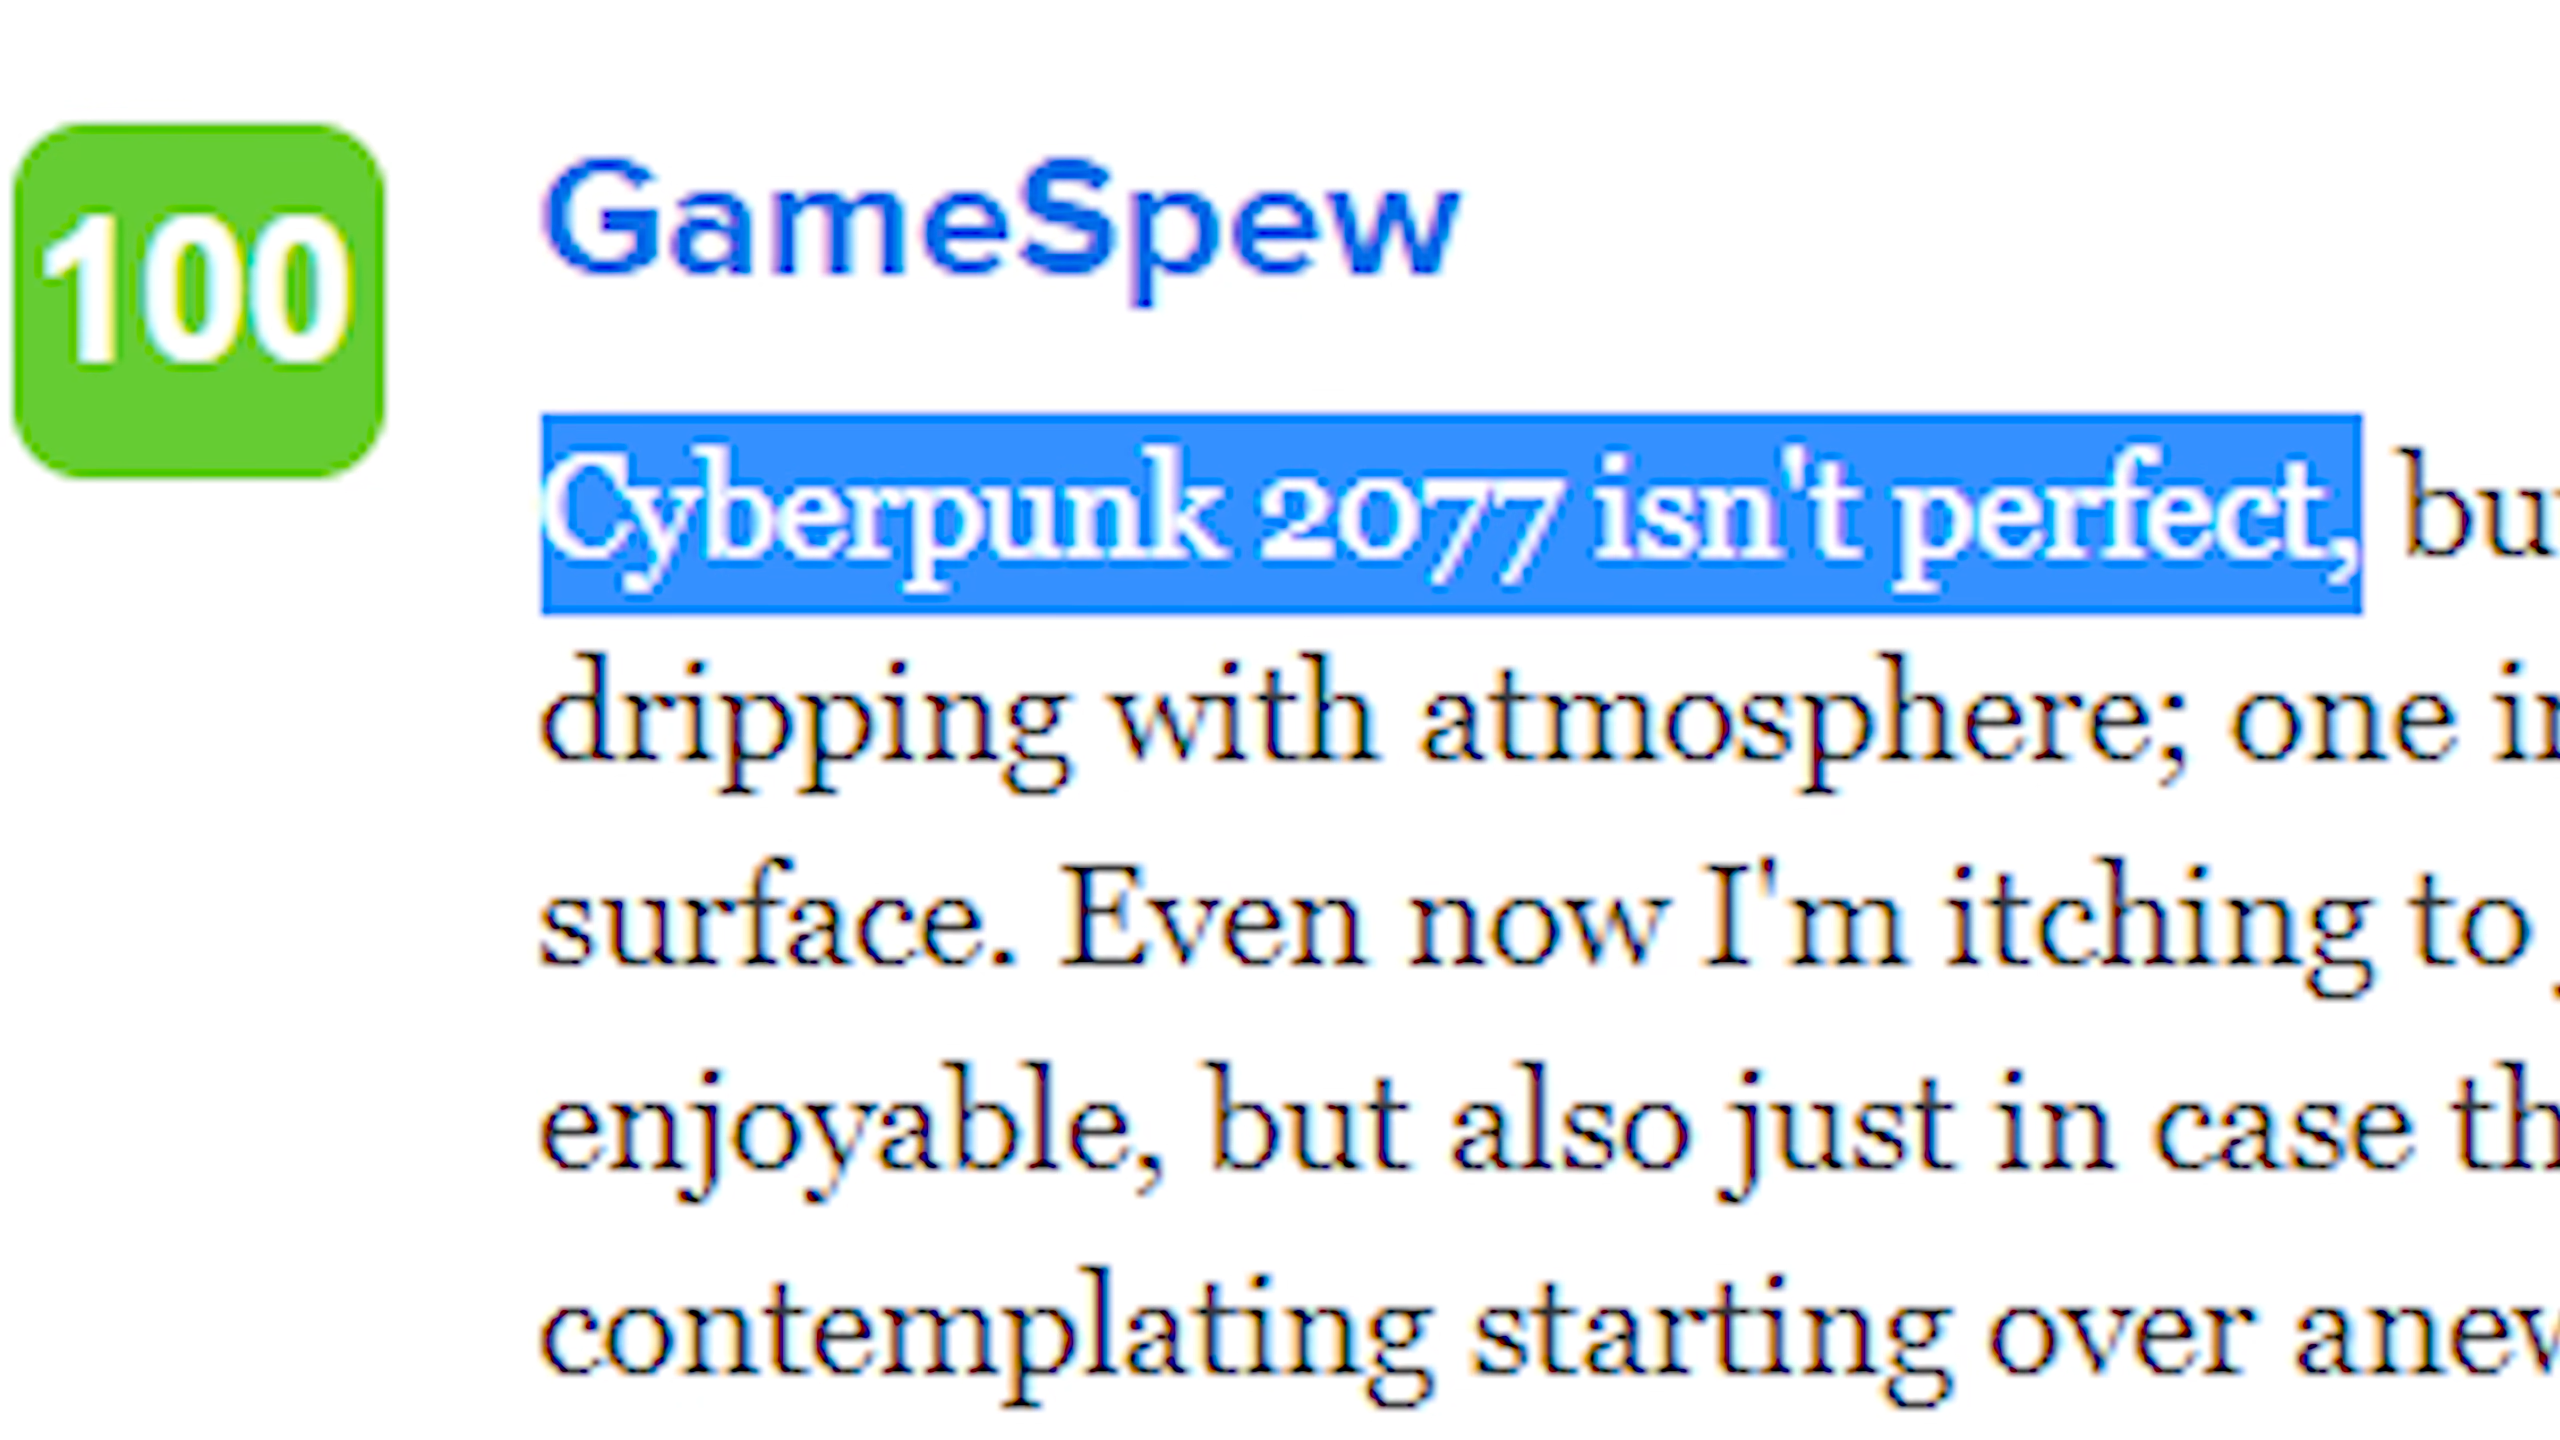 100
GameSpew
Cyberpunk 2077 isn't perfect,
dripping with atmosphere; one
surface. Even now I'm itching to
enjoyable, but also just in case
contemplating starting over